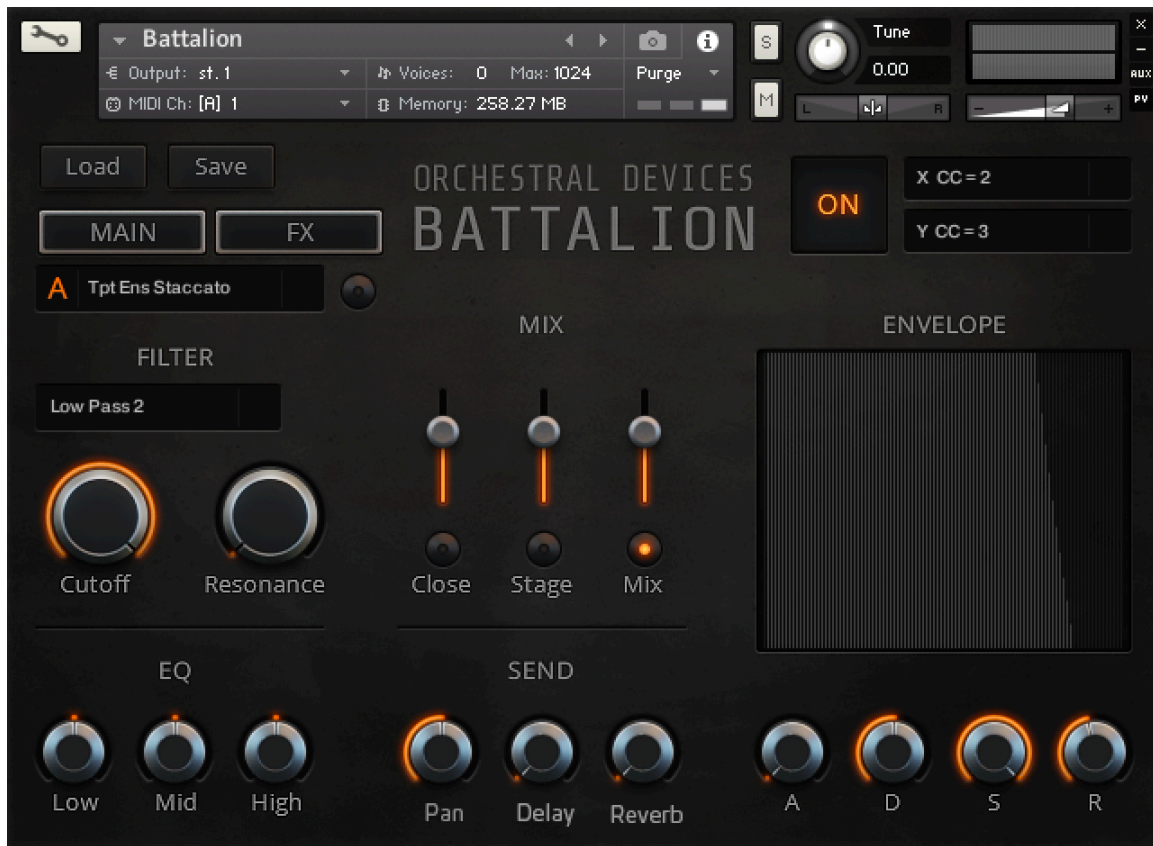 Battalion
Output: st. 1
Voices: 0 Max: 1024
Purge
MIDI Ch: [A] 1
Memory: 258.27 MB
S
M
Tune
0.00
L R
- +
X
-
AUX
PV
Load
Save
MAIN
FX
ORCHESTRAL DEVICES
BATTALION
ON
X CC = 2
Y CC = 3
A Tpt Ens Staccato
FILTER
Low Pass 2
Cutoff
Resonance
MIX
Close
Stage
Mix
ENVELOPE
EQ
Low
Mid
High
SEND
Pan
Delay
Reverb
A
D
S
R